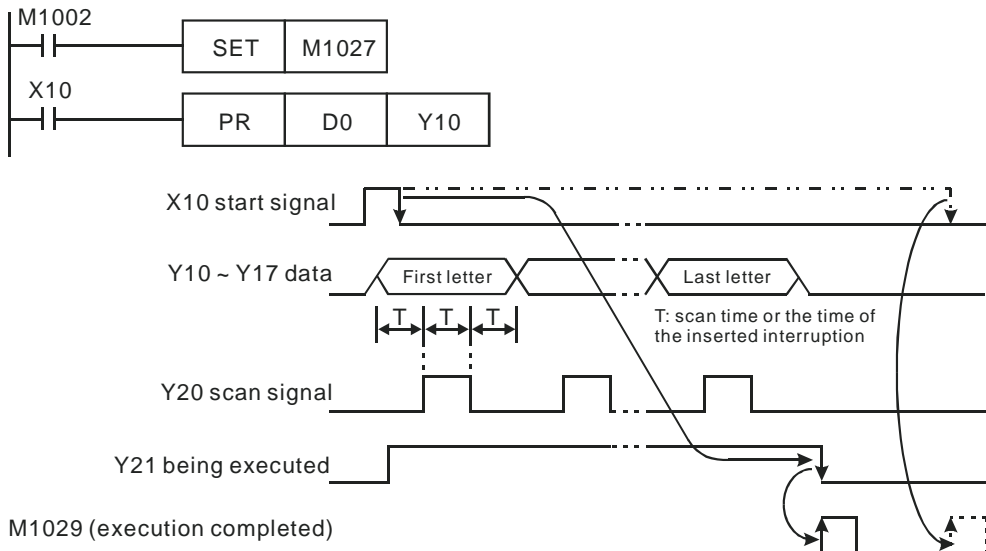 M1002
SET M1027
X10
PR D0 Y10
X10 start signal
Y10 ~ Y17 data
First letter
Last letter
T T T
T: scan time or the time of
the inserted interruption
Y20 scan signal
Y21 being executed
M1029 (execution completed)